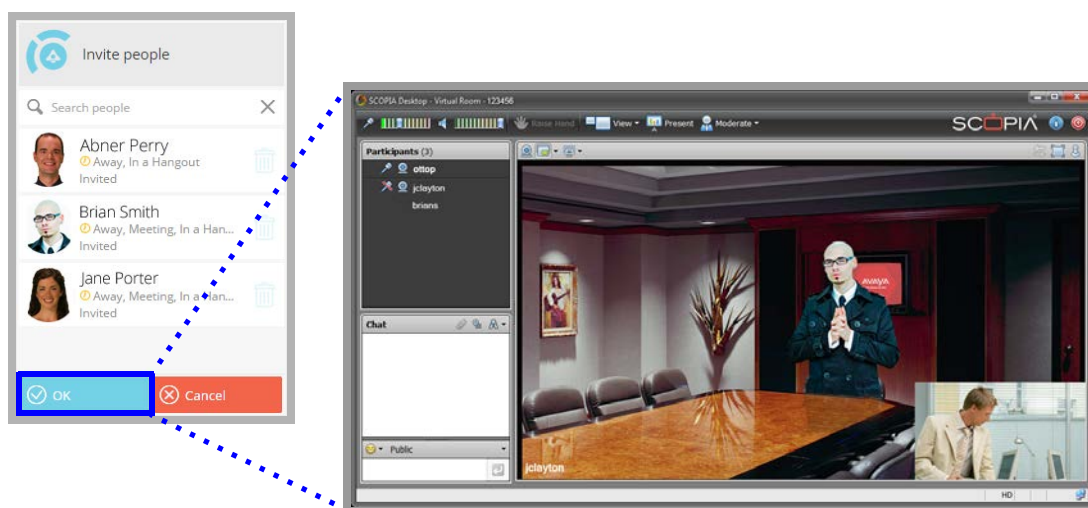 Invite people
Search people
Abner Perry
Away, In a Hangout
Invited
Brian Smith
Away, Meeting, In a Han...
Invited
Jane Porter
Away, Meeting, In a Han...
Invited
OK
Cancel
SCOPIA Desktop - Virtual Room - 123456
Raise Hand View Present Moderate SCOPIA
Participants (3)
ottop
jclayton
brians
AVAYA
Chat
Public
jclayton
HD